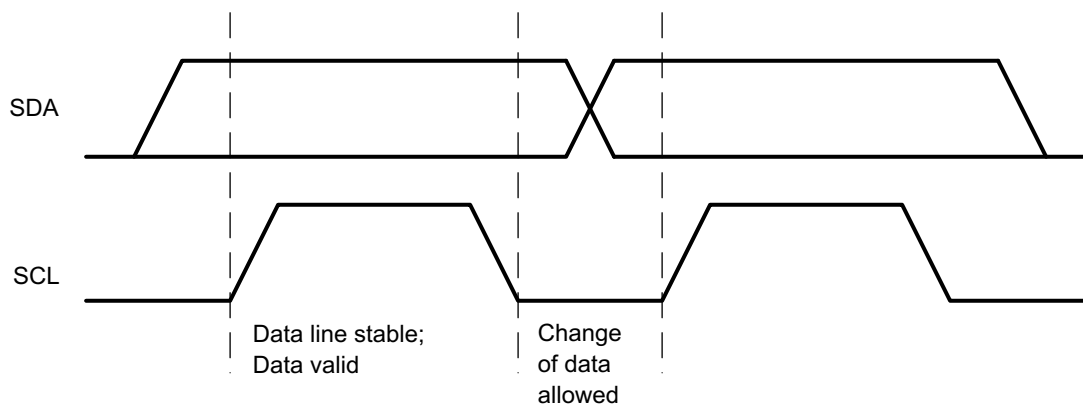 SDA
SCL
Data line stable;
Data valid
Change
of data
allowed